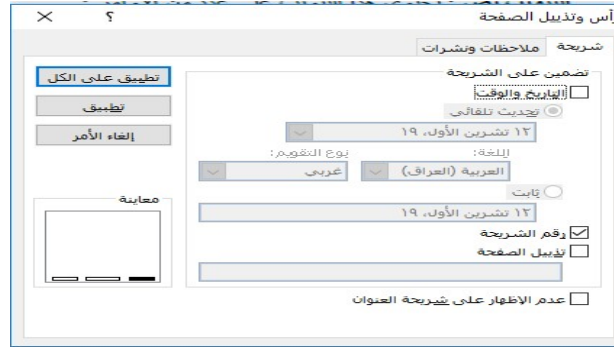 رأس وتذييل الصفحة
؟
شريحة
ملاحظات ونشرات
تضمين على الشريحة
التاريخ والوقت
تحديث تلقائي
١٢ تشرين الأول، ١٩
اللغة:
نوع التقويم:
العربية (العراق)
غربي
ثابت
١٢ تشرين الأول، ١٩
رقم الشريحة
تذييل الصفحة
عدم الإظهار على شريحة العنوان
تطبيق على الكل
تطبيق
إلغاء الأمر
معاينة